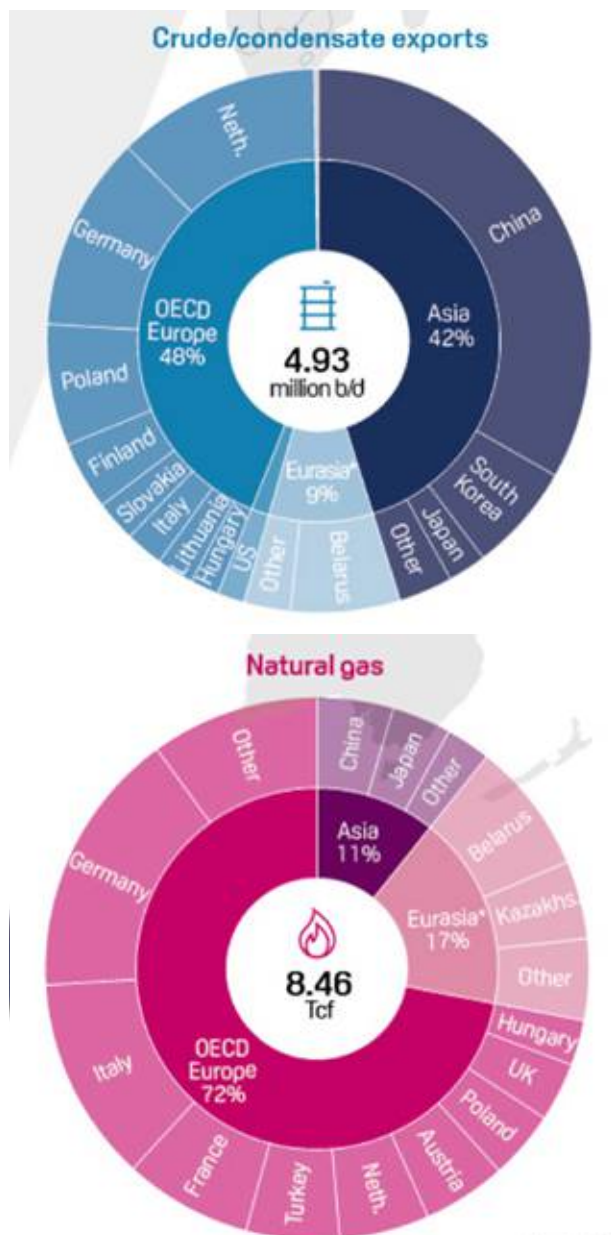 Crude/condensate exports
Neth.
Germany
Poland
Finland
Slovakia
Italy
Lithuania
Hungary
US
Other
Belarus
Other
Japan
South
Korea
China
OECD
Europe
48%
Asia
42%
Eurasia*
9%
4.93
million b/d
Natural gas
China
Japan
Other
Belarus
Kazakhs.
Other
Hungary
UK
Poland
Austria
Neth.
Turkey
France
Italy
Germany
Other
Asia
11%
Eurasia*
17%
OECD
Europe
72%
8.46
Tcf